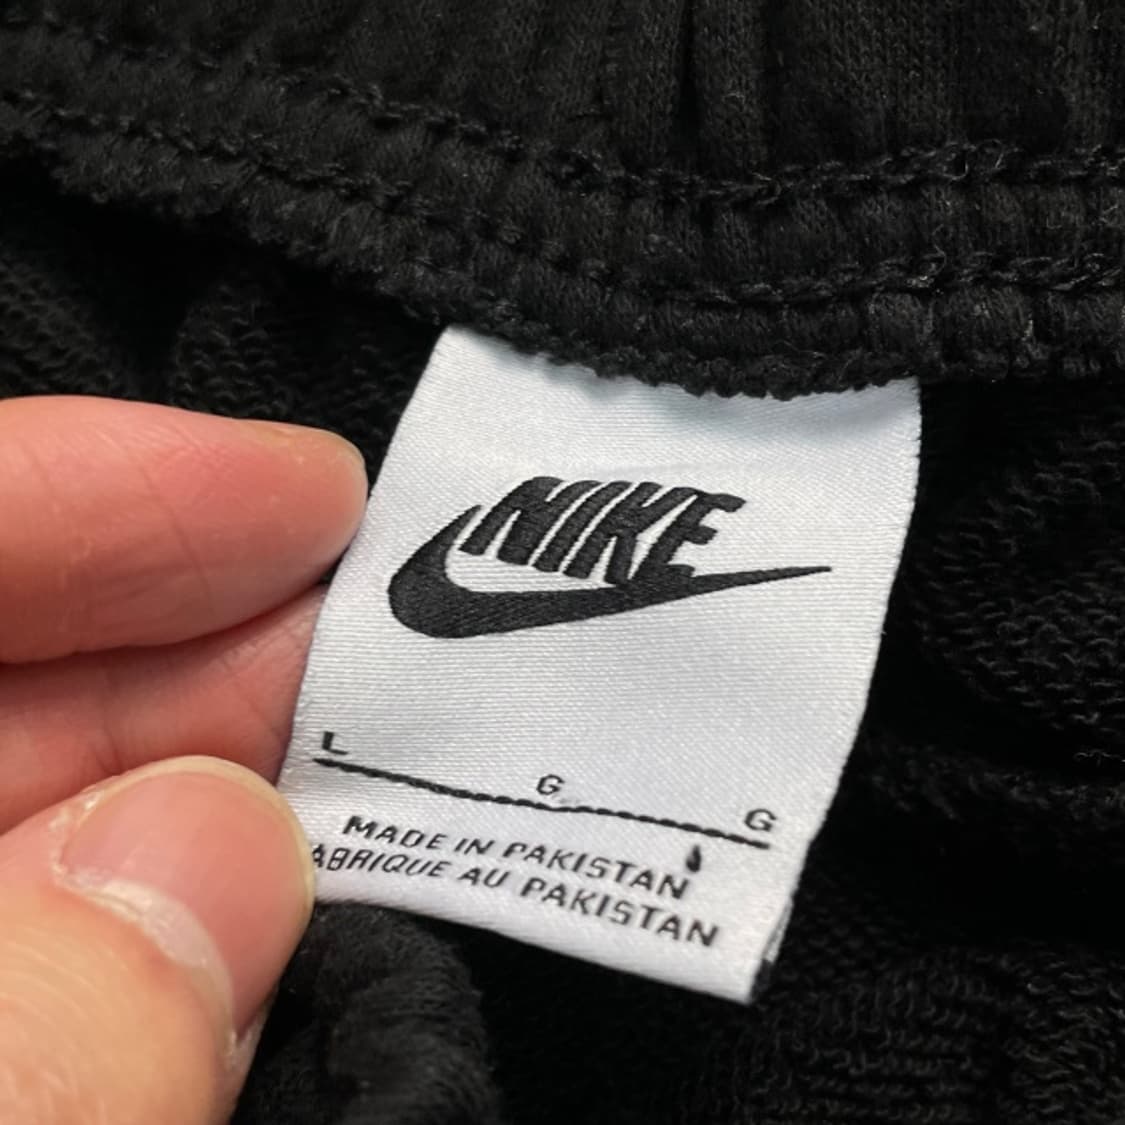 NIKE
L G G
MADE IN PAKISTAN
ABRIQUE AU PAKISTAN